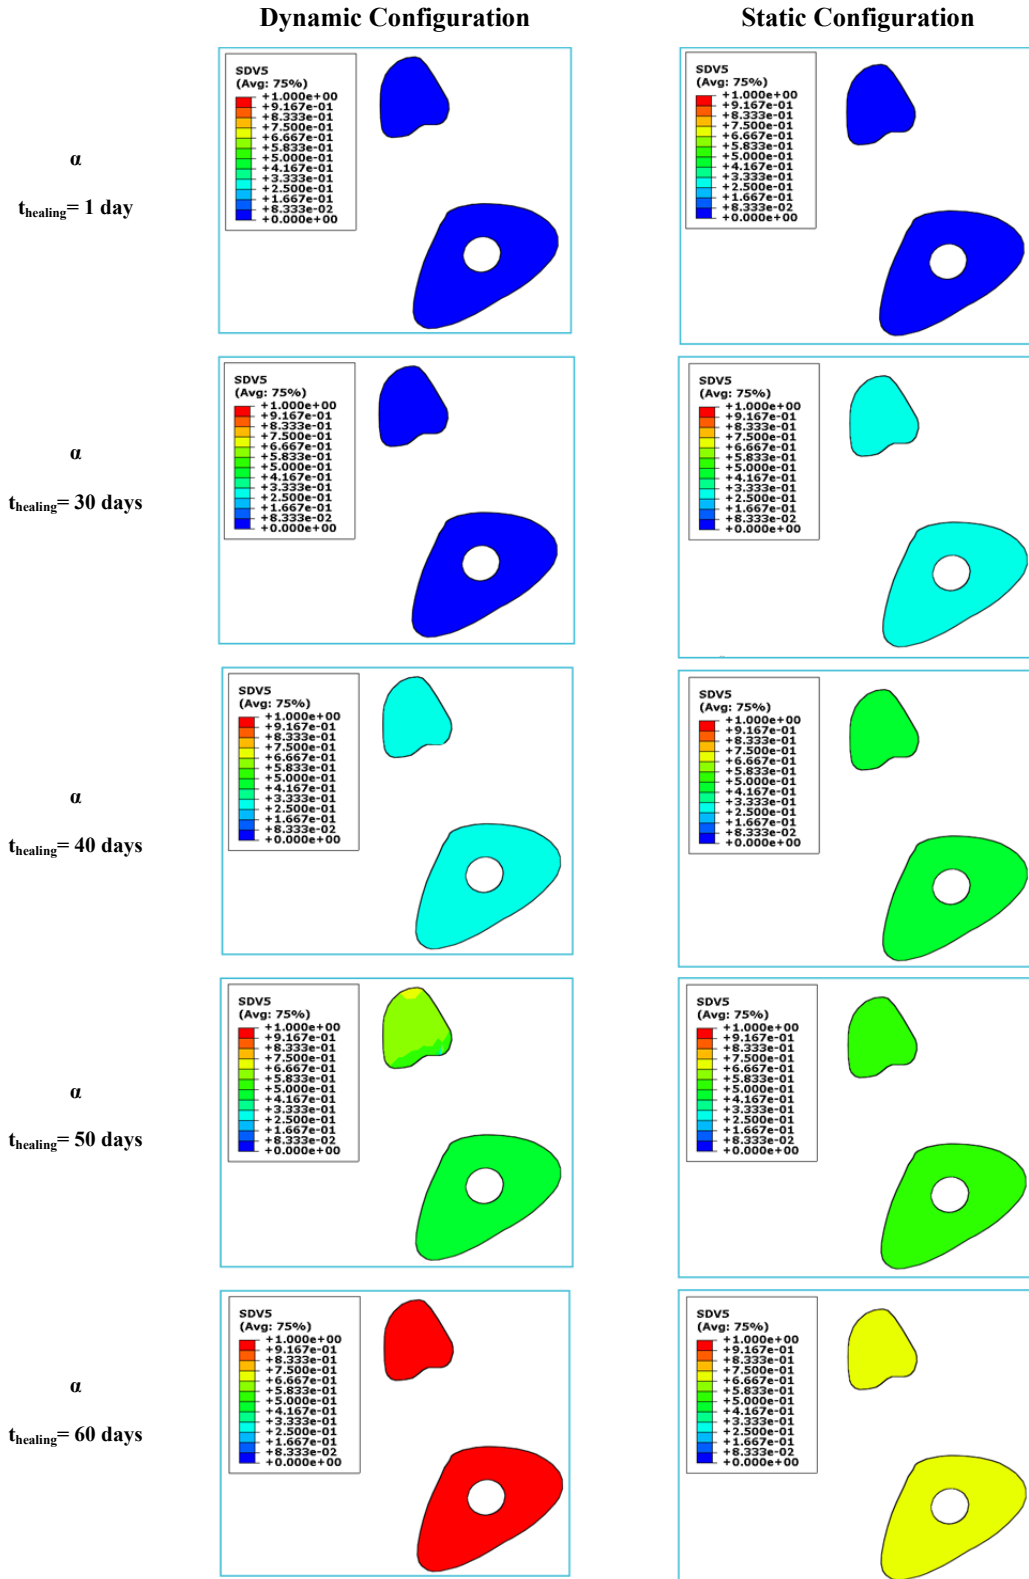 Dynamic Configuration
Static Configuration
α
t_healing= 1 day
SDV5
(Avg: 75%)
+1.000e+00
+9.167e-01
+8.333e-01
+7.500e-01
+6.667e-01
+5.833e-01
+5.000e-01
+4.167e-01
+3.333e-01
+2.500e-01
+1.667e-01
+8.333e-02
+0.000e+00
SDV5
(Avg: 75%)
+1.000e+00
+9.167e-01
+8.333e-01
+7.500e-01
+6.667e-01
+5.833e-01
+5.000e-01
+4.167e-01
+3.333e-01
+2.500e-01
+1.667e-01
+8.333e-02
+0.000e+00
α
t_healing= 30 days
SDV5
(Avg: 75%)
+1.000e+00
+9.167e-01
+8.333e-01
+7.500e-01
+6.667e-01
+5.833e-01
+5.000e-01
+4.167e-01
+3.333e-01
+2.500e-01
+1.667e-01
+8.333e-02
+0.000e+00
SDV5
(Avg: 75%)
+1.000e+00
+9.167e-01
+8.333e-01
+7.500e-01
+6.667e-01
+5.833e-01
+5.000e-01
+4.167e-01
+3.333e-01
+2.500e-01
+1.667e-01
+8.333e-02
+0.000e+00
α
t_healing= 40 days
SDV5
(Avg: 75%)
+1.000e+00
+9.167e-01
+8.333e-01
+7.500e-01
+6.667e-01
+5.833e-01
+5.000e-01
+4.167e-01
+3.333e-01
+2.500e-01
+1.667e-01
+8.333e-02
+0.000e+00
SDV5
(Avg: 75%)
+1.000e+00
+9.167e-01
+8.333e-01
+7.500e-01
+6.667e-01
+5.833e-01
+5.000e-01
+4.167e-01
+3.333e-01
+2.500e-01
+1.667e-01
+8.333e-02
+0.000e+00
α
t_healing= 50 days
SDV5
(Avg: 75%)
+1.000e+00
+9.167e-01
+8.333e-01
+7.500e-01
+6.667e-01
+5.833e-01
+5.000e-01
+4.167e-01
+3.333e-01
+2.500e-01
+1.667e-01
+8.333e-02
+0.000e+00
SDV5
(Avg: 75%)
+1.000e+00
+9.167e-01
+8.333e-01
+7.500e-01
+6.667e-01
+5.833e-01
+5.000e-01
+4.167e-01
+3.333e-01
+2.500e-01
+1.667e-01
+8.333e-02
+0.000e+00
α
t_healing= 60 days
SDV5
(Avg: 75%)
+1.000e+00
+9.167e-01
+8.333e-01
+7.500e-01
+6.667e-01
+5.833e-01
+5.000e-01
+4.167e-01
+3.333e-01
+2.500e-01
+1.667e-01
+8.333e-02
+0.000e+00
SDV5
(Avg: 75%)
+1.000e+00
+9.167e-01
+8.333e-01
+7.500e-01
+6.667e-01
+5.833e-01
+5.000e-01
+4.167e-01
+3.333e-01
+2.500e-01
+1.667e-01
+8.333e-02
+0.000e+00